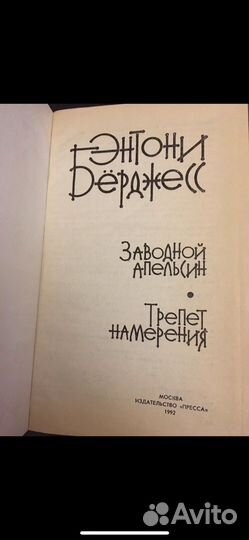 Энтони
Бёрджесс
Заводной
апельсин
•
Трепет
намерения
МОСКВА
ИЗДАТЕЛЬСТВО «ПРЕССА»
1992
Avito